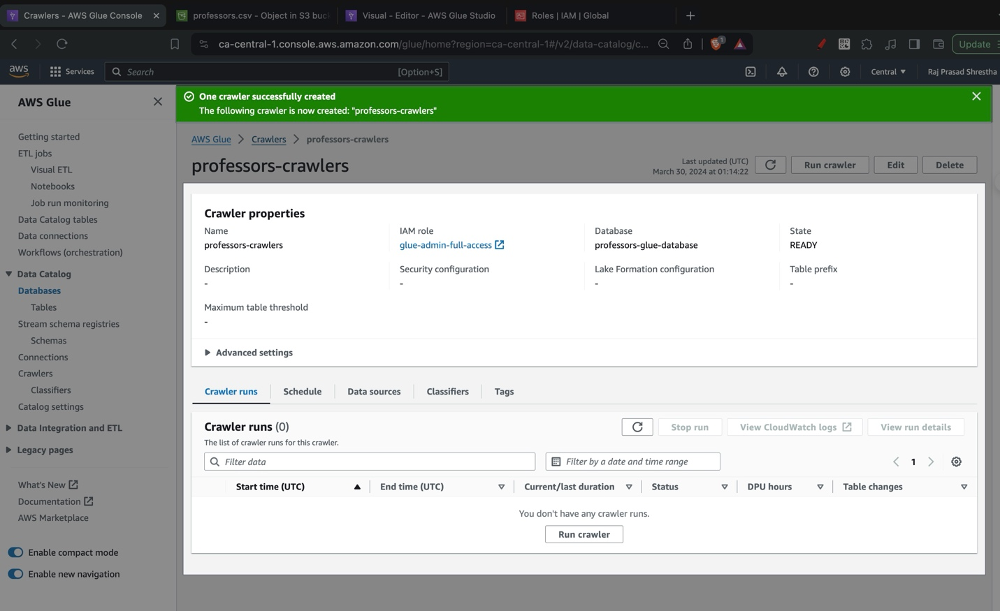 Crawlers - AWS Glue Console
professors.csv - Object in S3 buc
Visual - Editor - AWS Glue Studio
Roles | IAM | Global
ca-central-1.console.aws.amazon.com/glue/home?region=ca-central-1#/v2/data-catalog/c...
1
Update
aws
Services
Search
[Option+S]
Central
Raj Prasad Shrestha
AWS Glue
Getting started
ETL jobs
Visual ETL
Notebooks
Job run monitoring
Data Catalog tables
Data connections
Workflows (orchestration)
Data Catalog
Databases
Tables
Stream schema registries
Schemas
Connections
Crawlers
Classifiers
Catalog settings
Data Integration and ETL
Legacy pages
What's New
Documentation
AWS Marketplace
Enable compact mode
Enable new navigation
One crawler successfully created
The following crawler is now created: "professors-crawlers"
AWS Glue
Crawlers
professors-crawlers
professors-crawlers
Last updated (UTC)
March 30, 2024 at 01:14:22
Run crawler
Edit
Delete
Crawler properties
Name
professors-crawlers
IAM role
glue-admin-full-access
Database
professors-glue-database
State
READY
Description
-
Security configuration
-
Lake Formation configuration
-
Table prefix
-
Maximum table threshold
-
Advanced settings
Crawler runs
Schedule
Data sources
Classifiers
Tags
Crawler runs (0)
The list of crawler runs for this crawler.
Stop run
View CloudWatch logs
View run details
Filter data
Filter by a date and time range
1
Start time (UTC)
End time (UTC)
Current/last duration
Status
DPU hours
Table changes
You don't have any crawler runs.
Run crawler